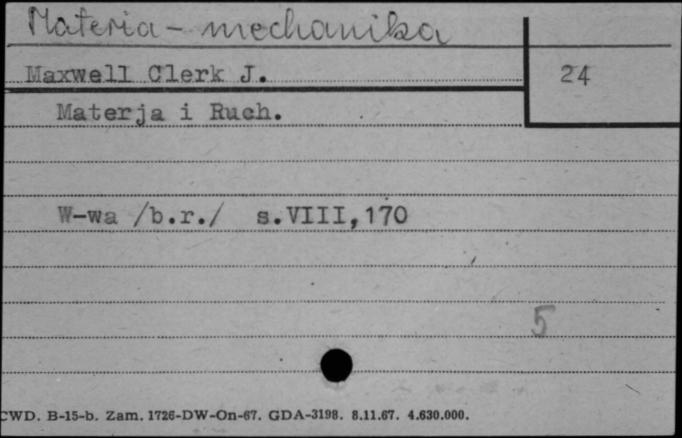 Materia - mechanika
Maxwell Clerk J.
24
Materja i Ruch.
W-wa /b.r./ s.VIII,170
5
CWD. B-15-b. Zam. 1726-DW-On-67. GDA-3198. 8.11.67. 4.630.000.